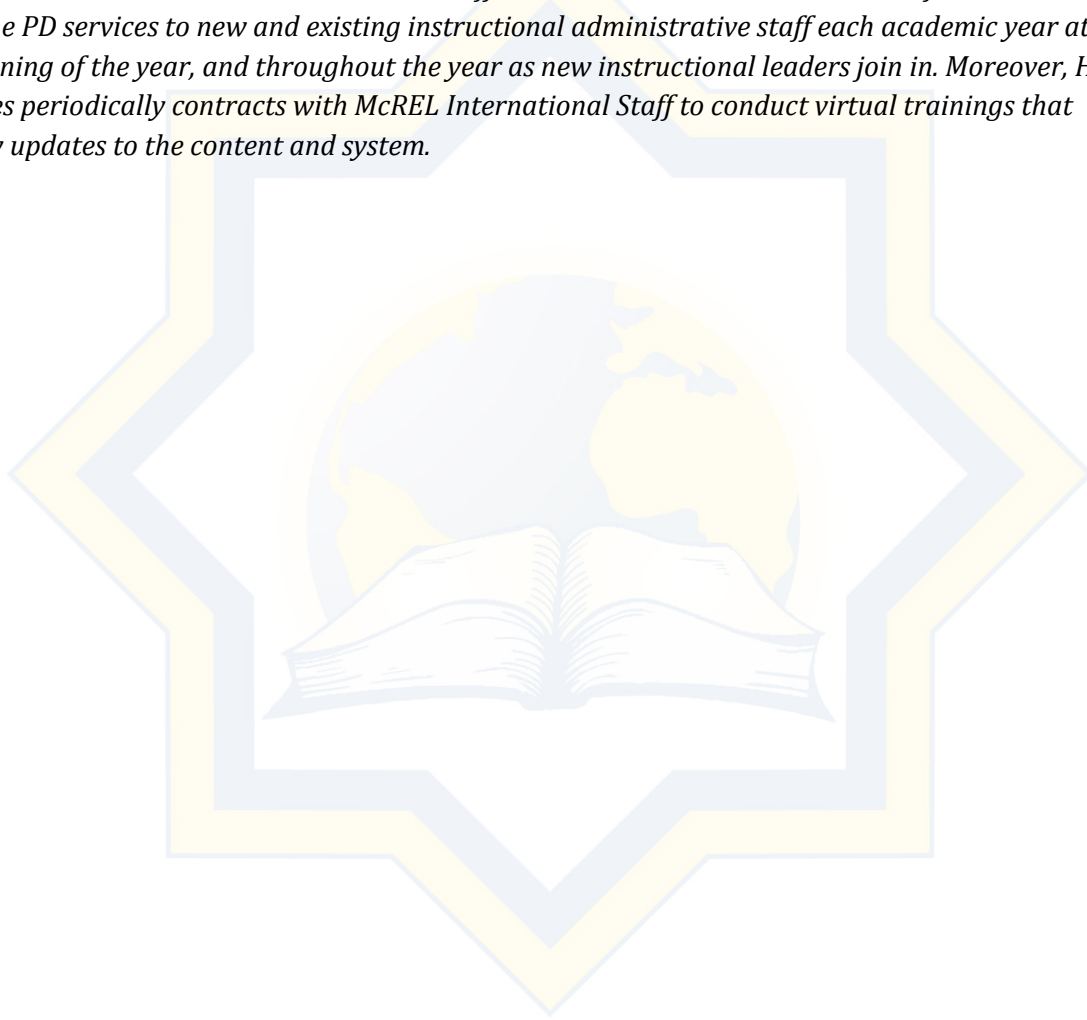 e PD services to new and existing instructional administrative staff each academic year at
ning of the year, and throughout the year as new instructional leaders join in. Moreover, H
es periodically contracts with McREL International Staff to conduct virtual trainings that
updates to the content and system.